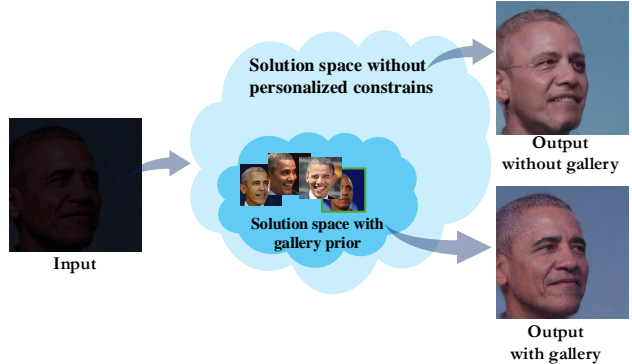 Solution space without
personalized constrains
Output
without gallery
Input
Solution space with
gallery prior
Output
with gallery